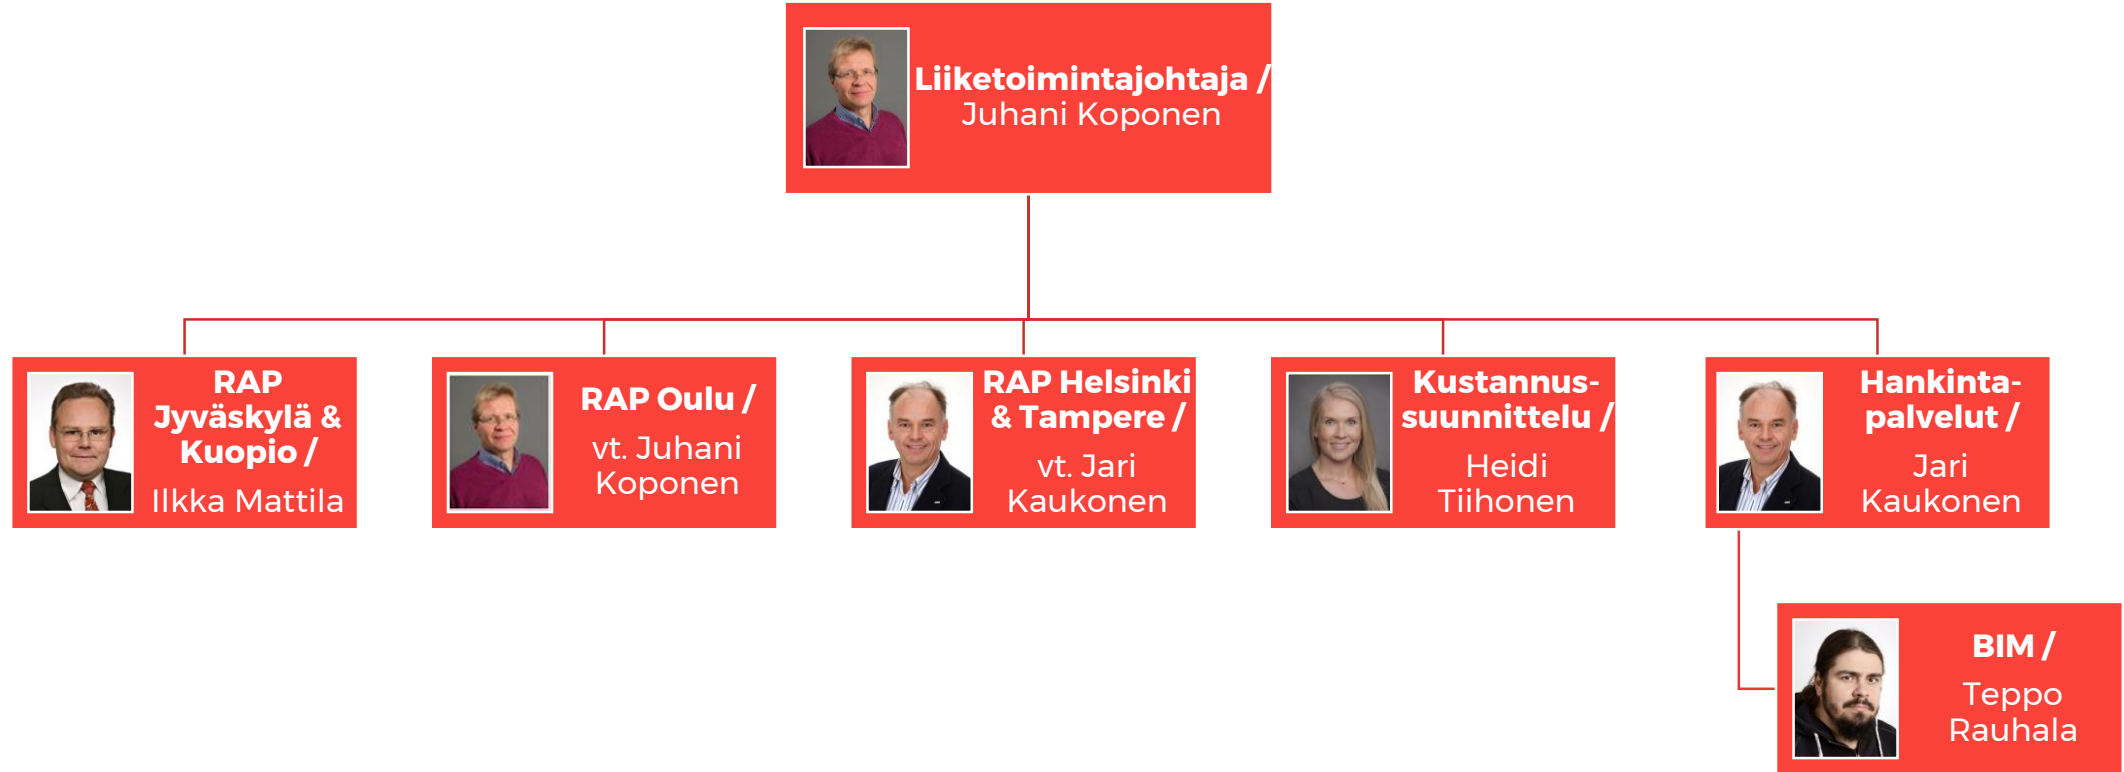 Liiketoimintajohtaja /
Juhani Koponen
RAP
Jyväskylä &
Kuopio /
Ilkka Mattila
RAP Oulu /
vt. Juhani
Koponen
RAP Helsinki
& Tampere /
vt. Jari
Kaukonen
Kustannus-
suunnittelu /
Heidi
Tiihonen
Hankinta-
palvelut /
Jari
Kaukonen
BIM /
Teppo
Rauhala